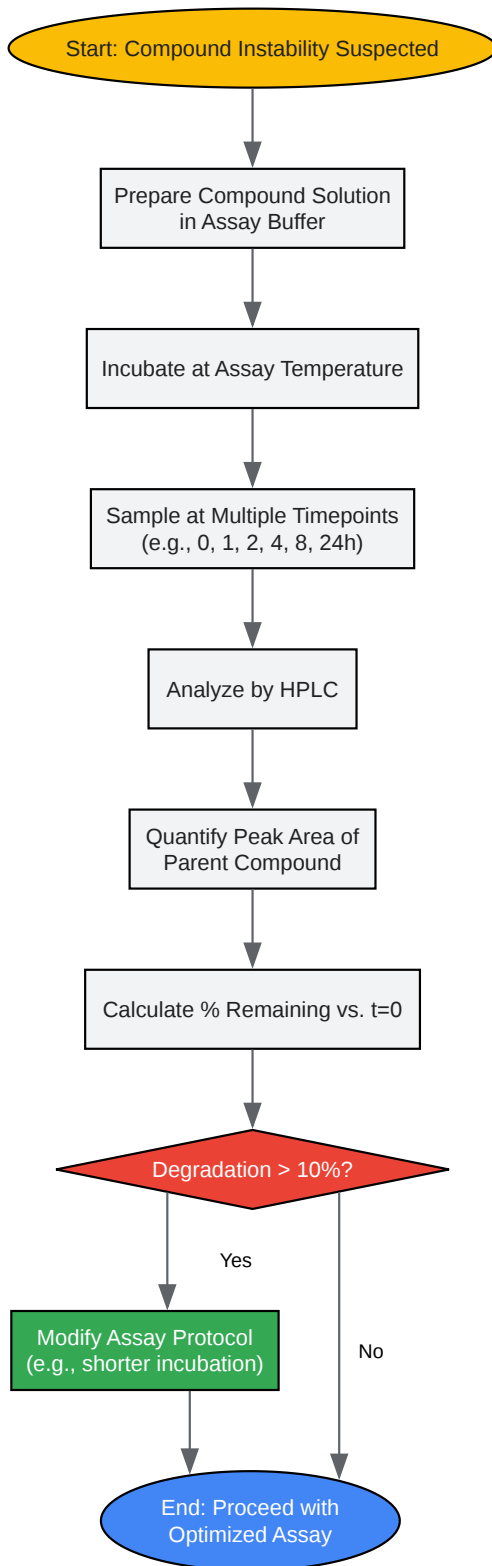 Start: Compound Instability Suspected
Prepare Compound Solution
in Assay Buffer
Incubate at Assay Temperature
Sample at Multiple Timepoints
(e.g., 0, 1, 2, 4, 8, 24h)
Analyze by HPLC
Quantify Peak Area of
Parent Compound
Calculate % Remaining vs. t=0
Degradation > 10%?
Yes
Modify Assay Protocol
(e.g., shorter incubation)
No
End: Proceed with
Optimized Assay